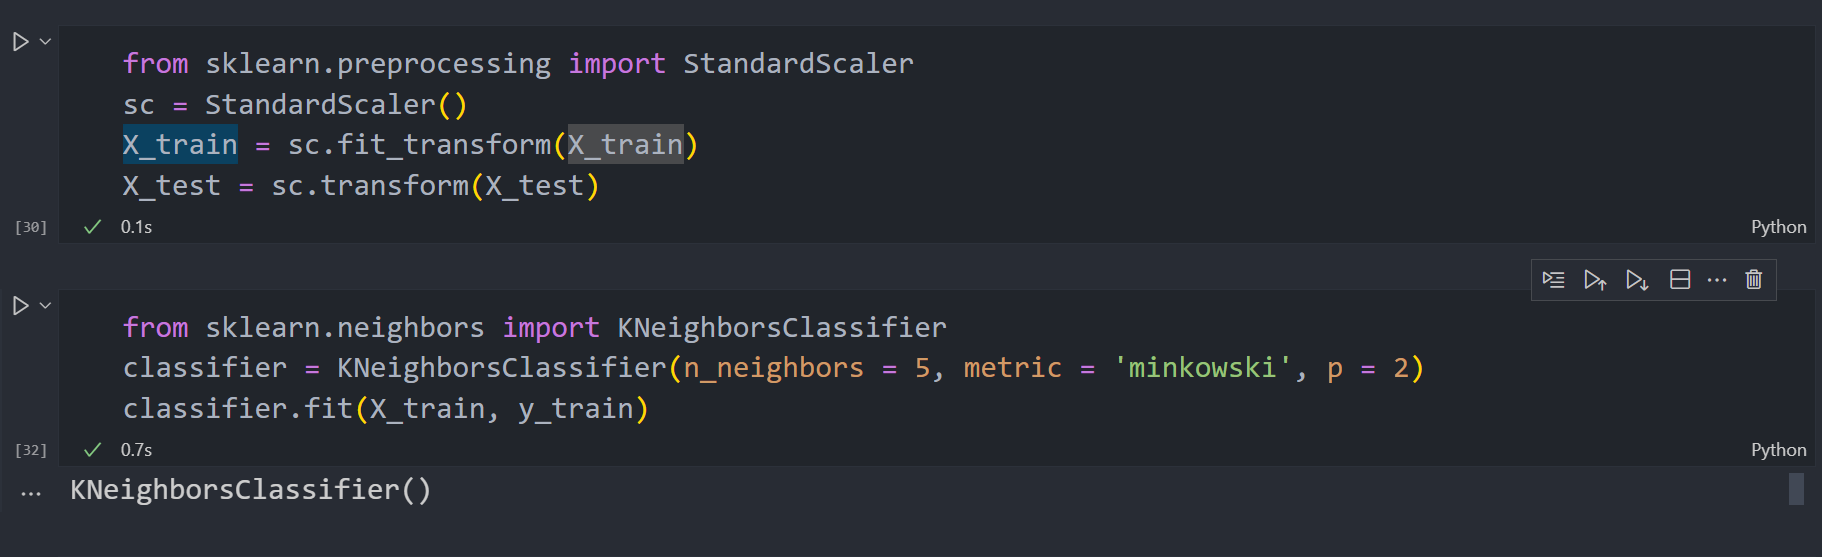 from sklearn.preprocessing import StandardScaler
sc = StandardScaler()
X_train = sc.fit_transform(X_train)
X_test = sc.transform(X_test)
[30] 0.1s Python
from sklearn.neighbors import KNeighborsClassifier
classifier = KNeighborsClassifier(n_neighbors = 5, metric = 'minkowski', p = 2)
classifier.fit(X_train, y_train)
[32] 0.7s Python
KNeighborsClassifier()